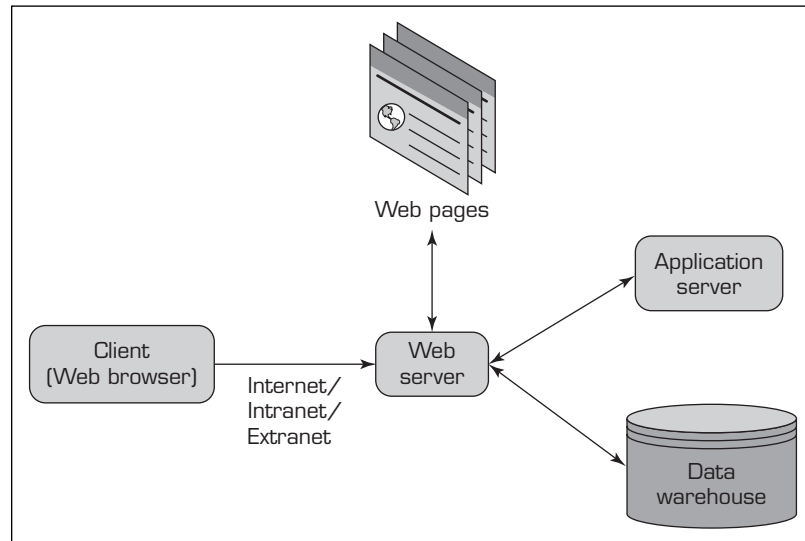 Web pages
Application
server
Client
(Web browser)
Web
server
Internet/
Intranet/
Extranet
Data
warehouse